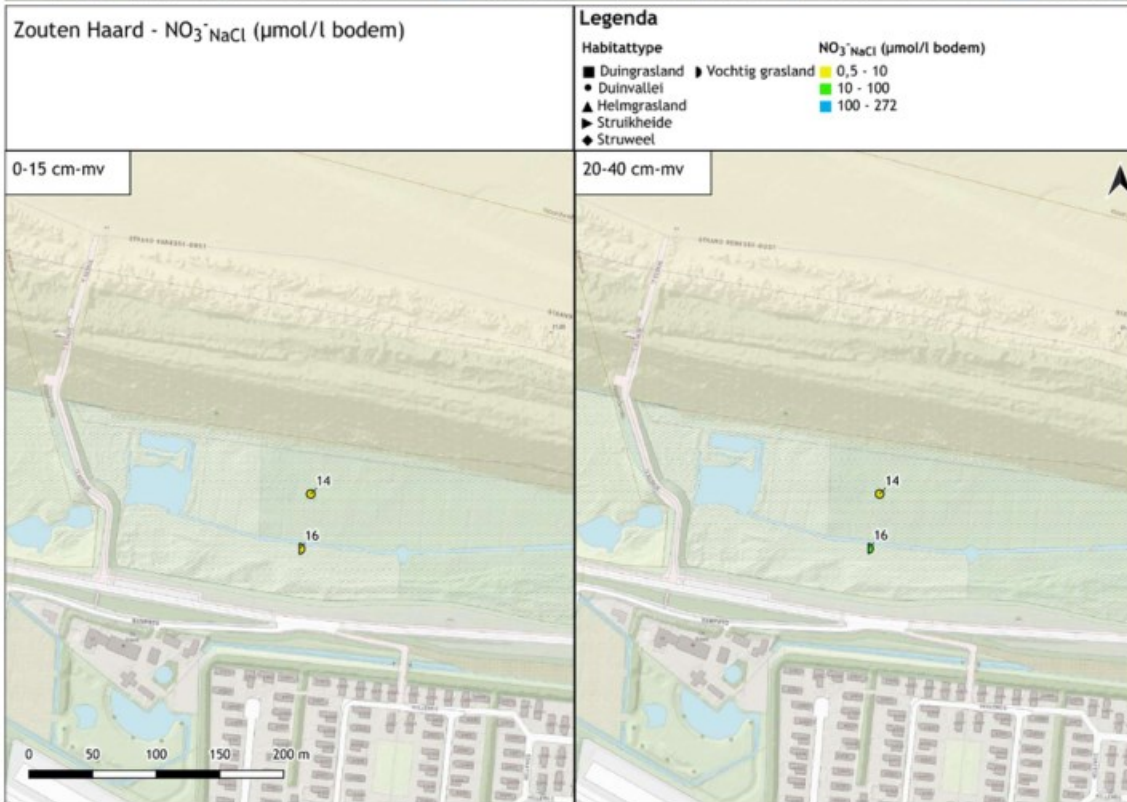 Zouten Haard - NO₃⁻NaCl (µmol/l bodem)
Legenda
Habitattype
■ Duingrasland ◗ Vochtig grasland
● Duinvallei
▲ Helmgrasland
▶ Struikheide
◆ Struweel
NO₃⁻NaCl (µmol/l bodem)
0,5 - 10
10 - 100
100 - 272
0-15 cm-mv
14
16
0 50 100 150 200 m
20-40 cm-mv
14
16